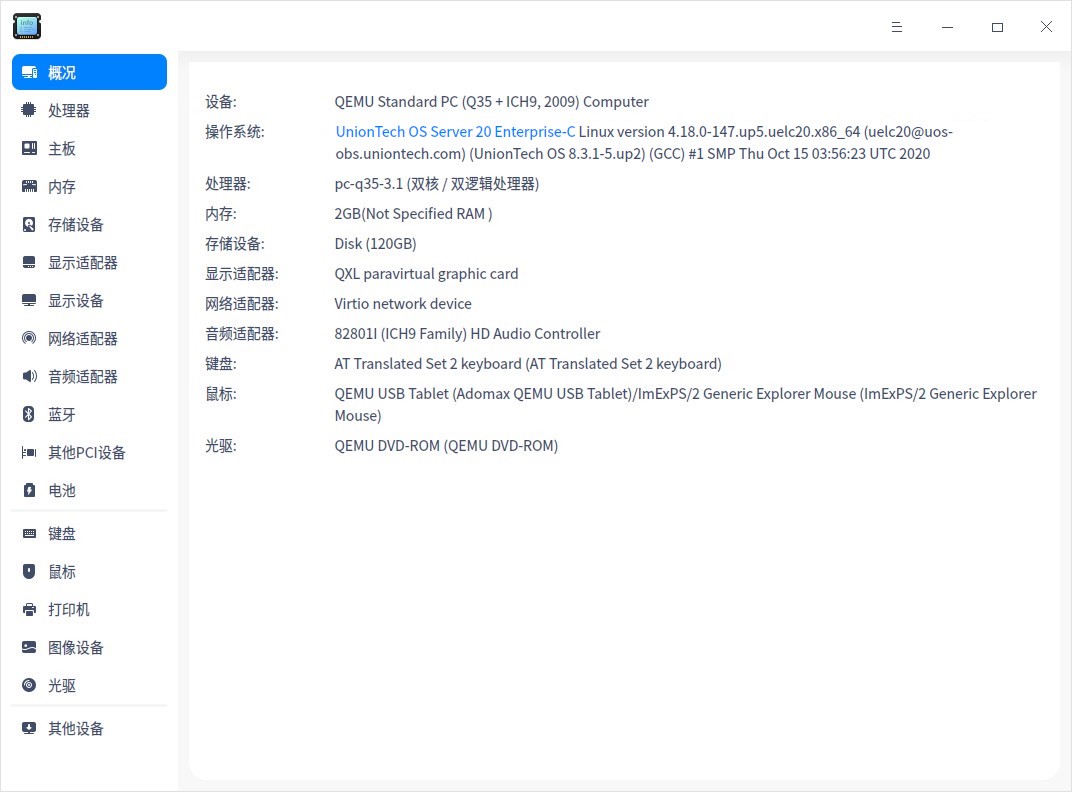 info
概况
处理器
主板
内存
存储设备
显示适配器
显示设备
网络适配器
音频适配器
蓝牙
其他PCI设备
电池
键盘
鼠标
打印机
图像设备
光驱
其他设备
设备: QEMU Standard PC (Q35 + ICH9, 2009) Computer
操作系统: UnionTech OS Server 20 Enterprise-C Linux version 4.18.0-147.up5.uelc20.x86_64 (uelc20@uos-
obs.uniontech.com) (UnionTech OS 8.3.1-5.up2) (GCC) #1 SMP Thu Oct 15 03:56:23 UTC 2020
处理器: pc-q35-3.1 (双核 / 双逻辑处理器)
内存: 2GB(Not Specified RAM )
存储设备: Disk (120GB)
显示适配器: QXL paravirtual graphic card
网络适配器: Virtio network device
音频适配器: 82801I (ICH9 Family) HD Audio Controller
键盘: AT Translated Set 2 keyboard (AT Translated Set 2 keyboard)
鼠标: QEMU USB Tablet (Adomax QEMU USB Tablet)/ImExPS/2 Generic Explorer Mouse (ImExPS/2 Generic Explorer
Mouse)
光驱: QEMU DVD-ROM (QEMU DVD-ROM)